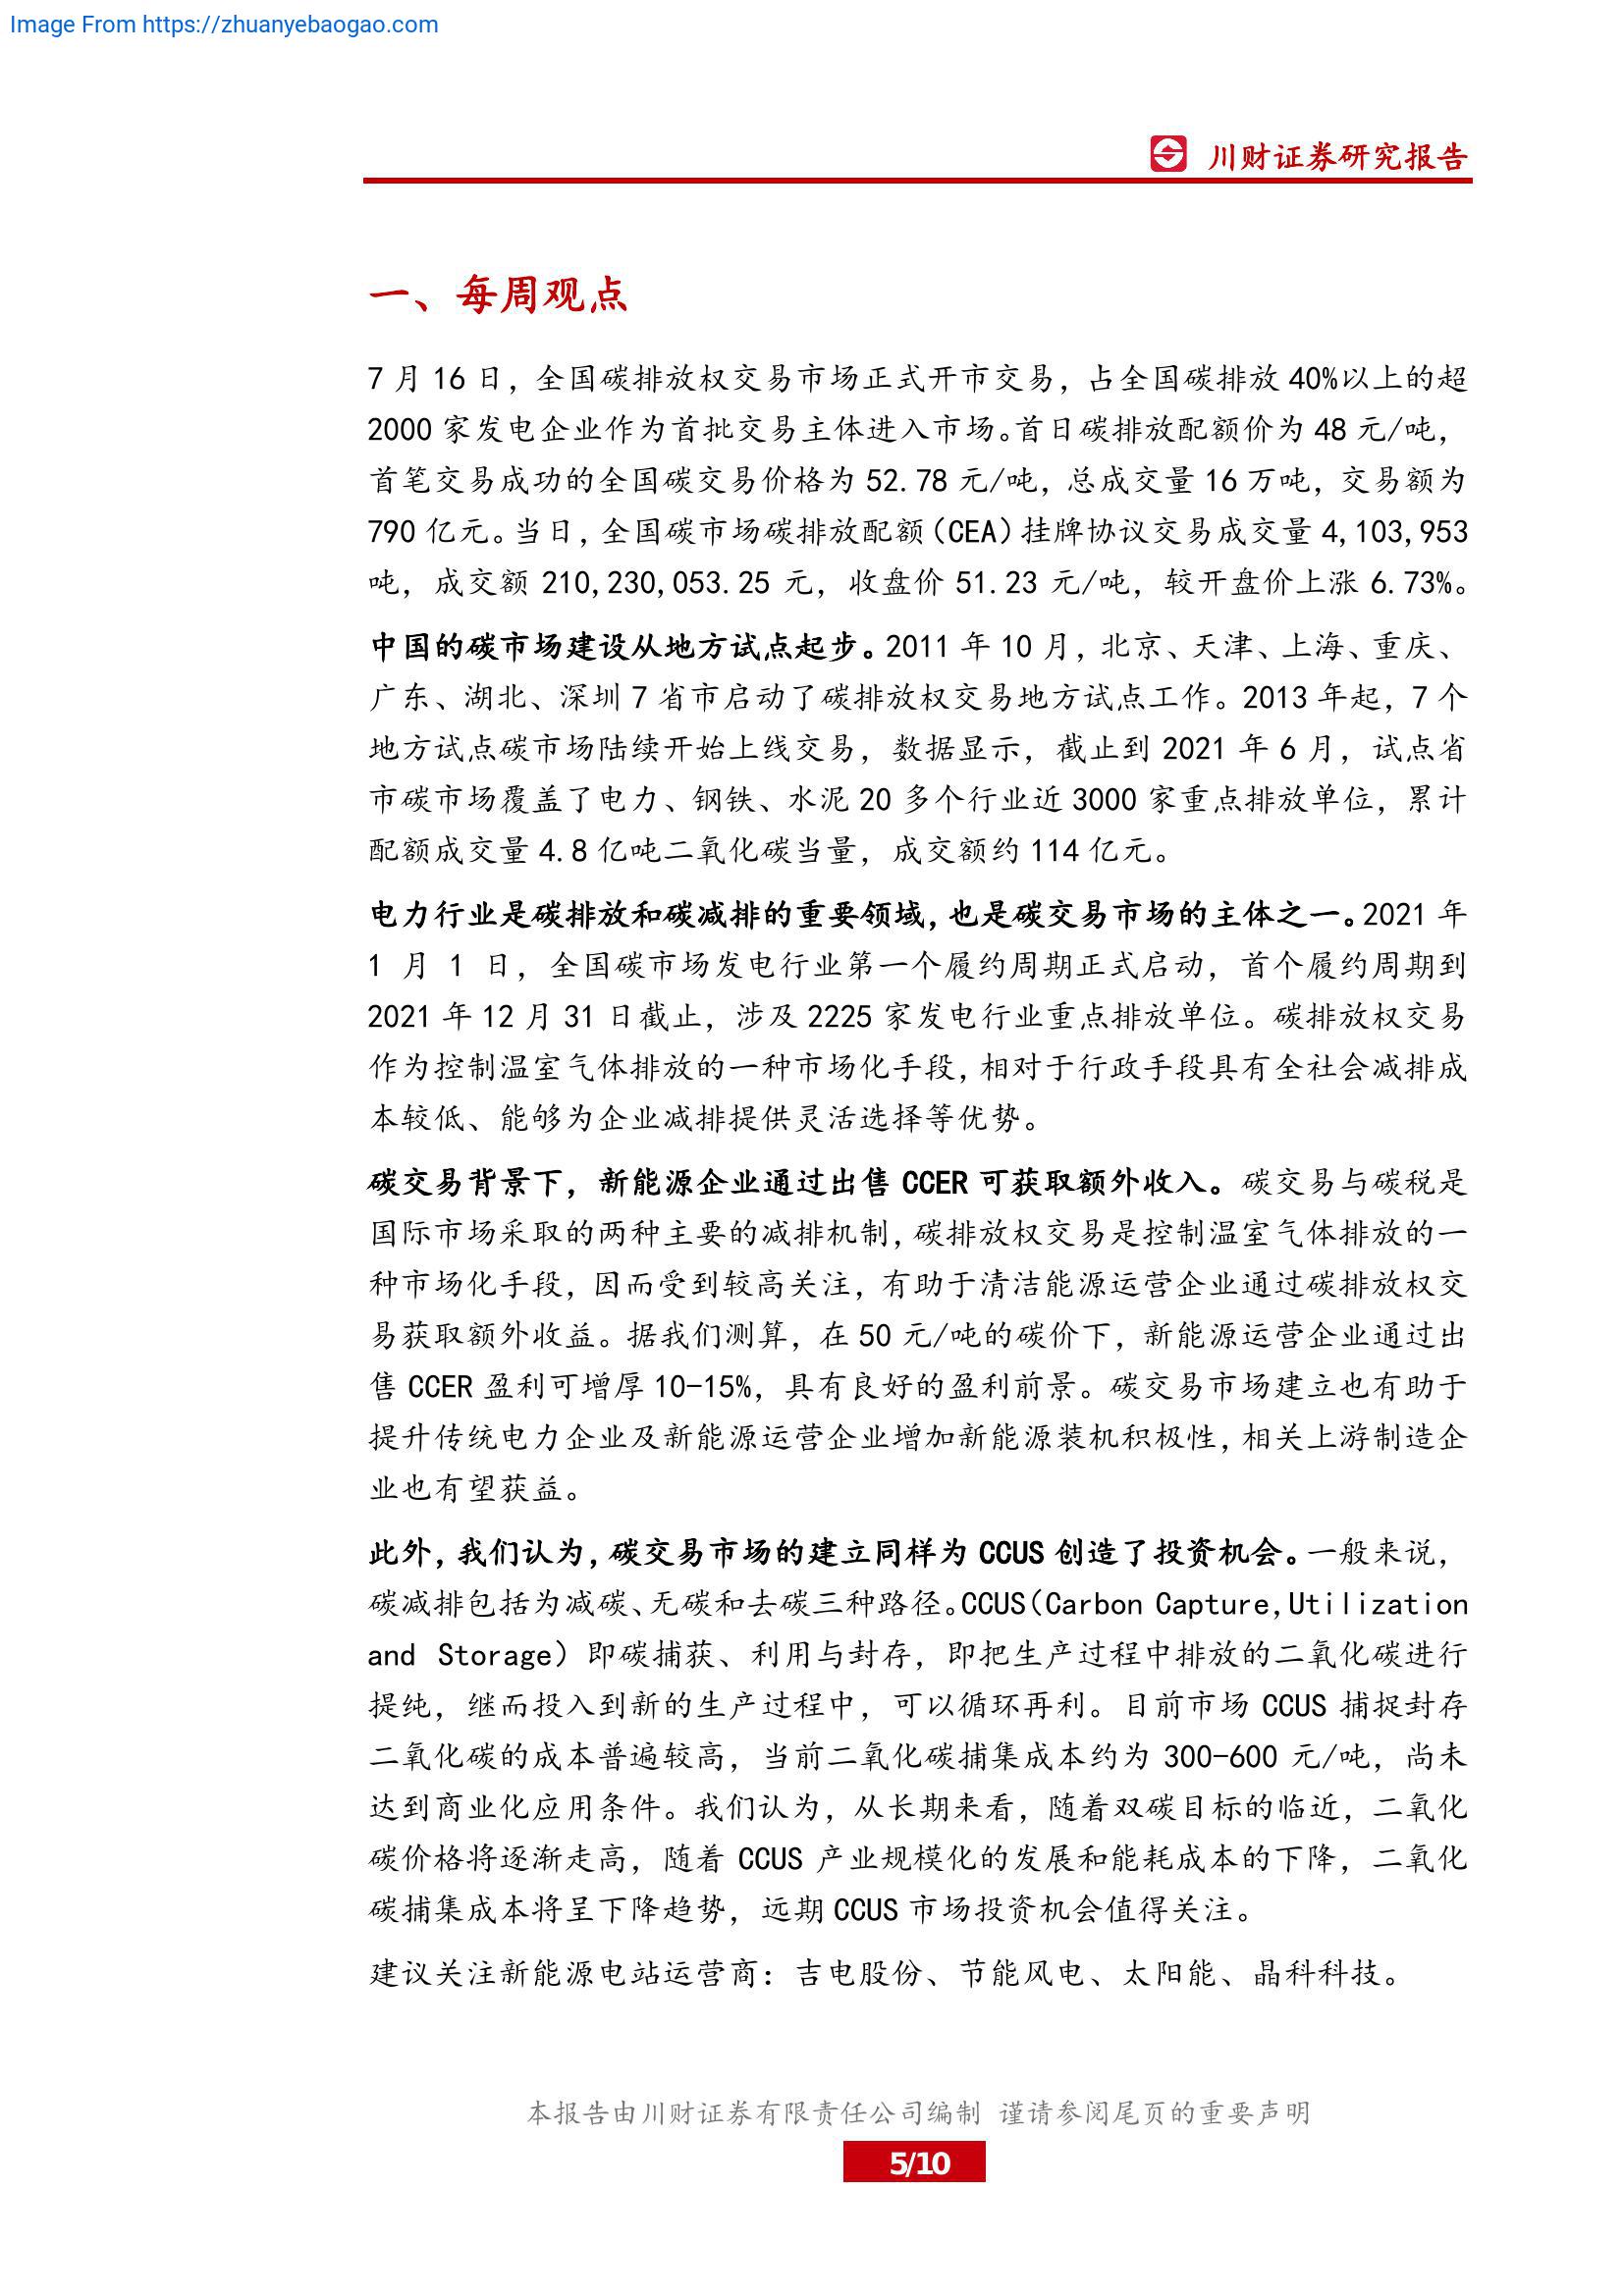 Image From https://zhuanyebaogao.com
川财证券研究报告
一、每周观点
7 月 16 日，全国碳排放权交易市场正式开市交易，占全国碳排放 40%以上的超
2000 家发电企业作为首批交易主体进入市场。首日碳排放配额价为 48 元/吨，
首笔交易成功的全国碳交易价格为 52.78 元/吨，总成交量 16 万吨，交易额为
790 亿元。当日，全国碳市场碳排放配额（CEA）挂牌协议交易成交量 4,103,953
吨，成交额 210,230,053.25 元，收盘价 51.23 元/吨，较开盘价上涨 6.73%。
中国的碳市场建设从地方试点起步。2011 年 10 月，北京、天津、上海、重庆、
广东、湖北、深圳 7 省市启动了碳排放权交易地方试点工作。2013 年起，7 个
地方试点碳市场陆续开始上线交易，数据显示，截止到 2021 年 6 月，试点省
市碳市场覆盖了电力、钢铁、水泥 20 多个行业近 3000 家重点排放单位，累计
配额成交量 4.8 亿吨二氧化碳当量，成交额约 114 亿元。
电力行业是碳排放和碳减排的重要领域，也是碳交易市场的主体之一。2021 年
1 月 1 日，全国碳市场发电行业第一个履约周期正式启动，首个履约周期到
2021 年 12 月 31 日截止，涉及 2225 家发电行业重点排放单位。碳排放权交易
作为控制温室气体排放的一种市场化手段，相对于行政手段具有全社会减排成
本较低、能够为企业减排提供灵活选择等优势。
碳交易背景下，新能源企业通过出售 CCER 可获取额外收入。碳交易与碳税是
国际市场采取的两种主要的减排机制，碳排放权交易是控制温室气体排放的一
种市场化手段，因而受到较高关注，有助于清洁能源运营企业通过碳排放权交
易获取额外收益。据我们测算，在 50 元/吨的碳价下，新能源运营企业通过出
售 CCER 盈利可增厚 10-15%，具有良好的盈利前景。碳交易市场建立也有助于
提升传统电力企业及新能源运营企业增加新能源装机积极性，相关上游制造企
业也有望获益。
此外，我们认为，碳交易市场的建立同样为 CCUS 创造了投资机会。一般来说，
碳减排包括为减碳、无碳和去碳三种路径。CCUS（Carbon Capture,Utilization
and Storage）即碳捕获、利用与封存，即把生产过程中排放的二氧化碳进行
提纯，继而投入到新的生产过程中，可以循环再利。目前市场 CCUS 捕捉封存
二氧化碳的成本普遍较高，当前二氧化碳捕集成本约为 300-600 元/吨，尚未
达到商业化应用条件。我们认为，从长期来看，随着双碳目标的临近，二氧化
碳价格将逐渐走高，随着 CCUS 产业规模化的发展和能耗成本的下降，二氧化
碳捕集成本将呈下降趋势，远期 CCUS 市场投资机会值得关注。
建议关注新能源电站运营商：吉电股份、节能风电、太阳能、晶科科技。
本报告由川财证券有限责任公司编制 谨请参阅尾页的重要声明
5/10